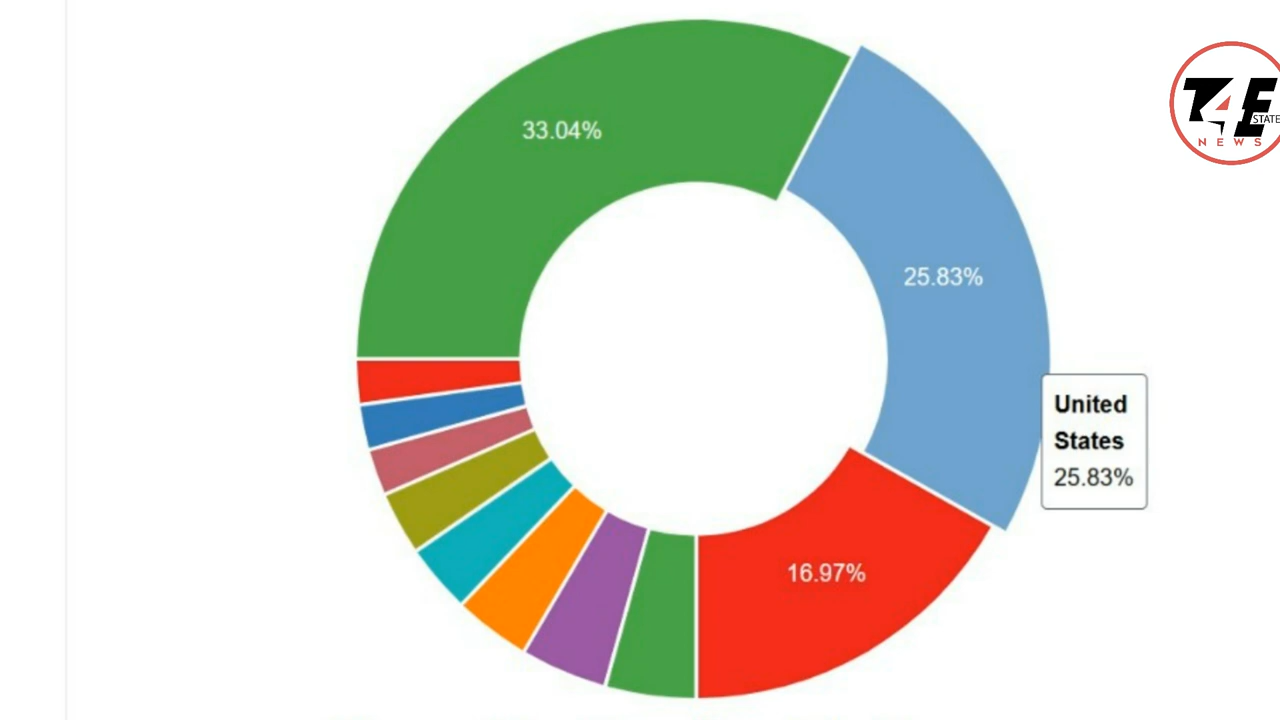 33.04%
25.83%
United
States
25.83%
16.97%
T4E
STATE
NEWS